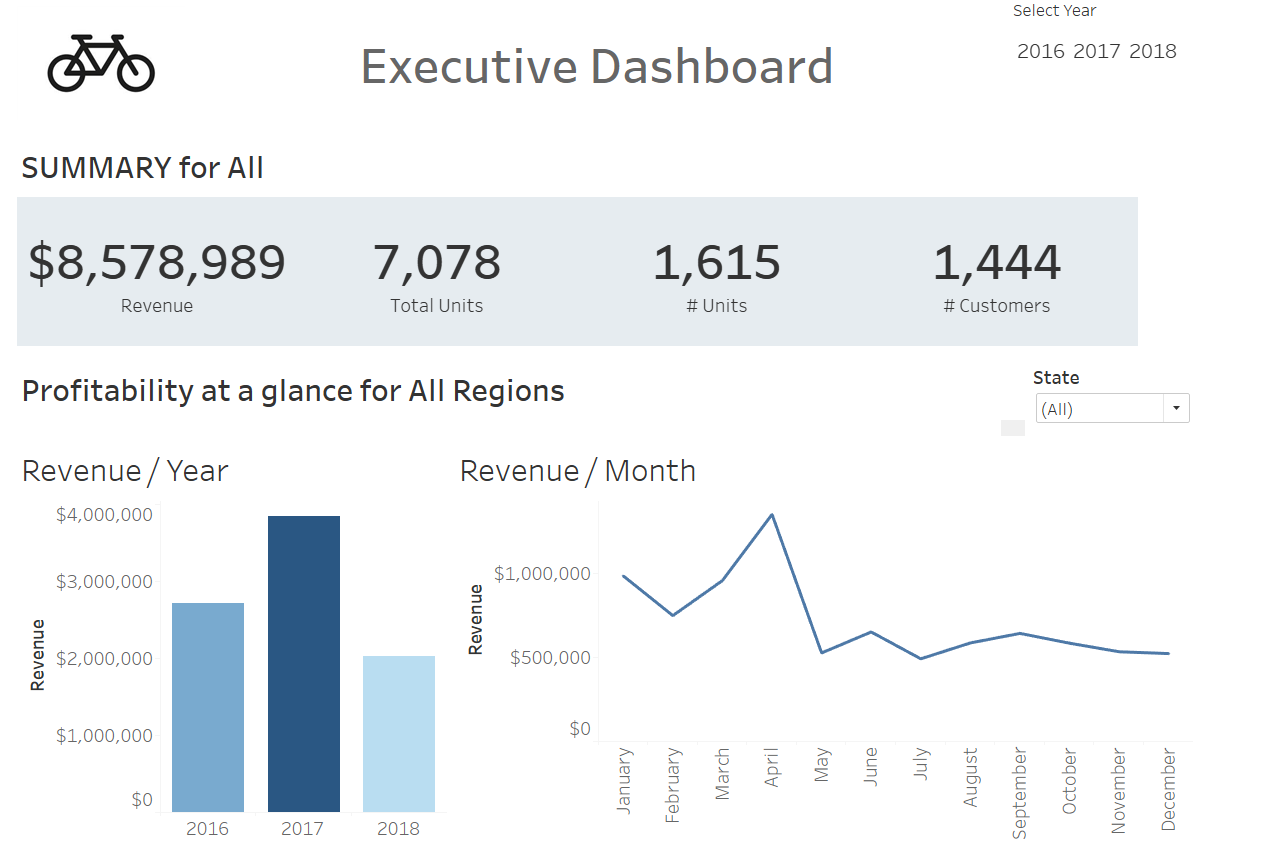 Select Year
2016 2017 2018
Executive Dashboard
SUMMARY for All
$8,578,989
Revenue
7,078
Total Units
1,615
# Units
1,444
# Customers
Profitability at a glance for All Regions
State
(All)
Revenue / Year
Revenue
$4,000,000
$3,000,000
$2,000,000
$1,000,000
$0
2016
2017
2018
Revenue / Month
Revenue
$1,000,000
$500,000
$0
January
February
March
April
May
June
July
August
September
October
November
December